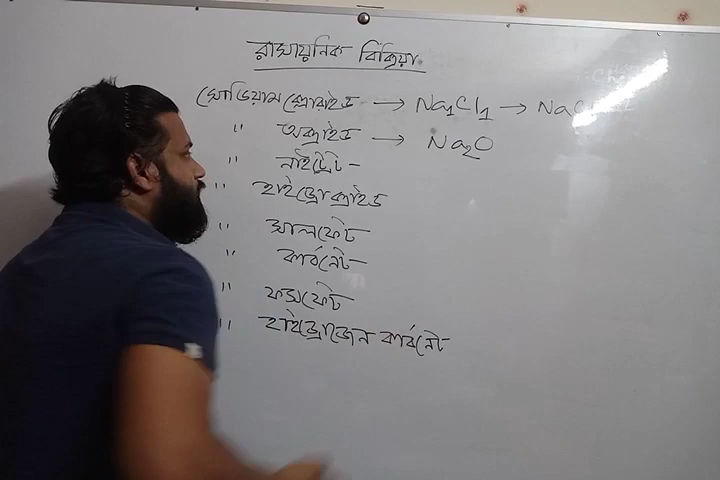 রাসায়নিক বিক্রিয়া
সোডিয়াম ক্লোরাইড → Na₁Cl₁ → NaCl
" অক্সাইড → Na₂O
" নাইট্রেট -
" হাইড্রোক্সাইড
" সালফেট
" কার্বনেট
" ফসফেট
" হাইড্রোজেন কার্বনেট